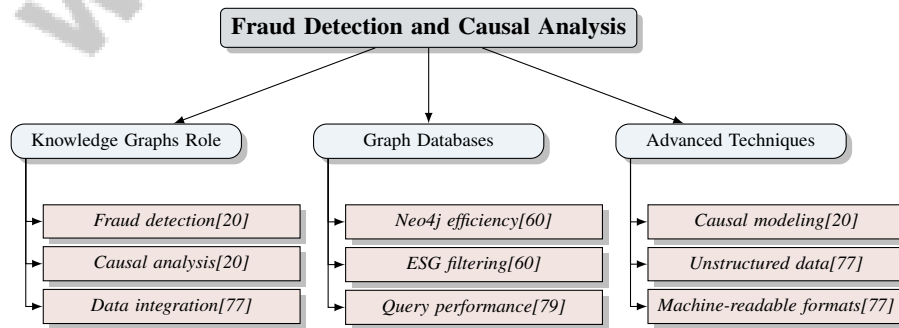 Fraud Detection and Causal Analysis
Knowledge Graphs Role
Fraud detection[20]
Causal analysis[20]
Data integration[77]
Graph Databases
Neo4j efficiency[60]
ESG filtering[60]
Query performance[79]
Advanced Techniques
Causal modeling[20]
Unstructured data[77]
Machine-readable formats[77]